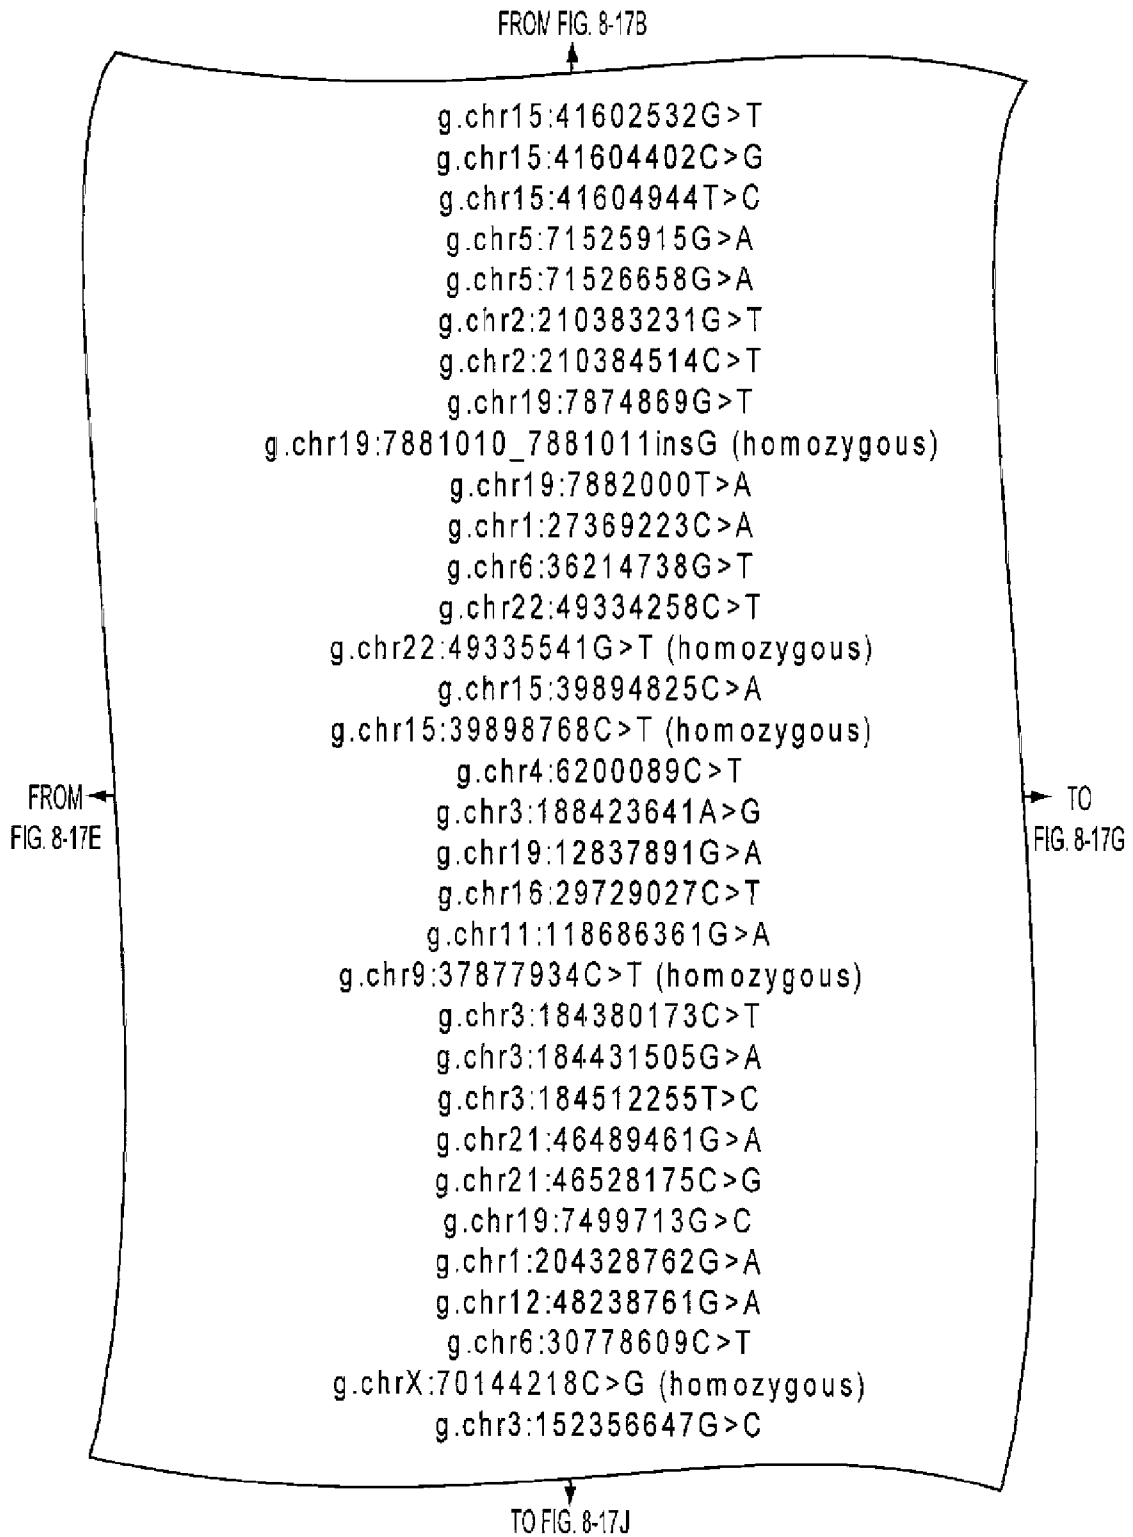 FROM FIG. 8-17B
g.chr15:41602532G>T
g.chr15:41604402C>G
g.chr15:41604944T>C
g.chr5:71525915G>A
g.chr5:71526658G>A
g.chr2:210383231G>T
g.chr2:210384514C>T
g.chr19:7874869G>T
g.chr19:7881010_7881011insG (homozygous)
g.chr19:7882000T>A
g.chr1:27369223C>A
g.chr6:36214738G>T
g.chr22:49334258C>T
g.chr22:49335541G>T (homozygous)
g.chr15:39894825C>A
g.chr15:39898768C>T (homozygous)
g.chr4:6200089C>T
FROM
FIG. 8-17E
TO
FIG. 8-17G
g.chr3:188423641A>G
g.chr19:12837891G>A
g.chr16:29729027C>T
g.chr11:118686361G>A
g.chr9:37877934C>T (homozygous)
g.chr3:184380173C>T
g.chr3:184431505G>A
g.chr3:184512255T>C
g.chr21:46489461G>A
g.chr21:46528175C>G
g.chr19:7499713G>C
g.chr1:204328762G>A
g.chr12:48238761G>A
g.chr6:30778609C>T
g.chrX:70144218C>G (homozygous)
g.chr3:152356647G>C
TO FIG. 8-17J